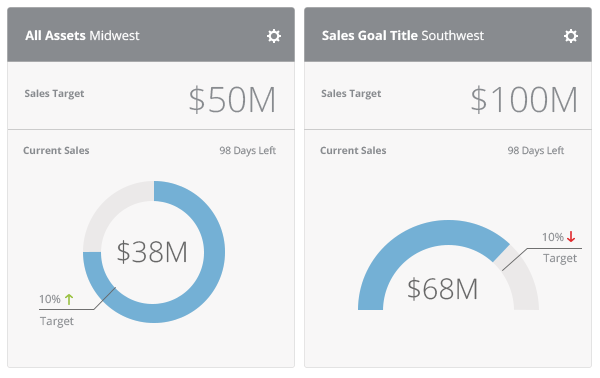 All Assets Midwest
Sales Target
$50M
Current Sales
98 Days Left
$38M
10%
Target
Sales Goal Title Southwest
Sales Target
$100M
Current Sales
98 Days Left
10%
Target
$68M